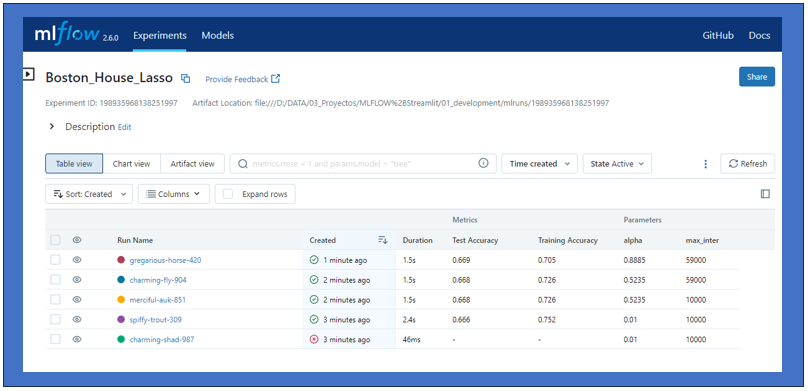 mlflow 2.6.0 Experiments Models GitHub Docs
Boston_House_Lasso Provide Feedback Share
Experiment ID: 198935968138251997 Artifact Location: file:///D:/DATA/03_Proyectos/MLFLOW%2BStreamlit/01_development/mlruns/198935968138251997
Description Edit
Table view Chart view Artifact view metrics.rmse < 1 and params.model = "tree" Time created State Active Refresh
Sort: Created Columns Expand rows
Metrics Parameters
Run Name Created Duration Test Accuracy Training Accuracy alpha max_inter
gregarious-horse-420 1 minute ago 1.5s 0.669 0.705 0.8885 59000
charming-fly-904 2 minutes ago 1.5s 0.668 0.726 0.5235 59000
merciful-auk-851 2 minutes ago 1.5s 0.668 0.726 0.5235 10000
spiffy-trout-309 3 minutes ago 2.4s 0.666 0.752 0.01 10000
charming-shad-987 3 minutes ago 46ms - - 0.01 10000